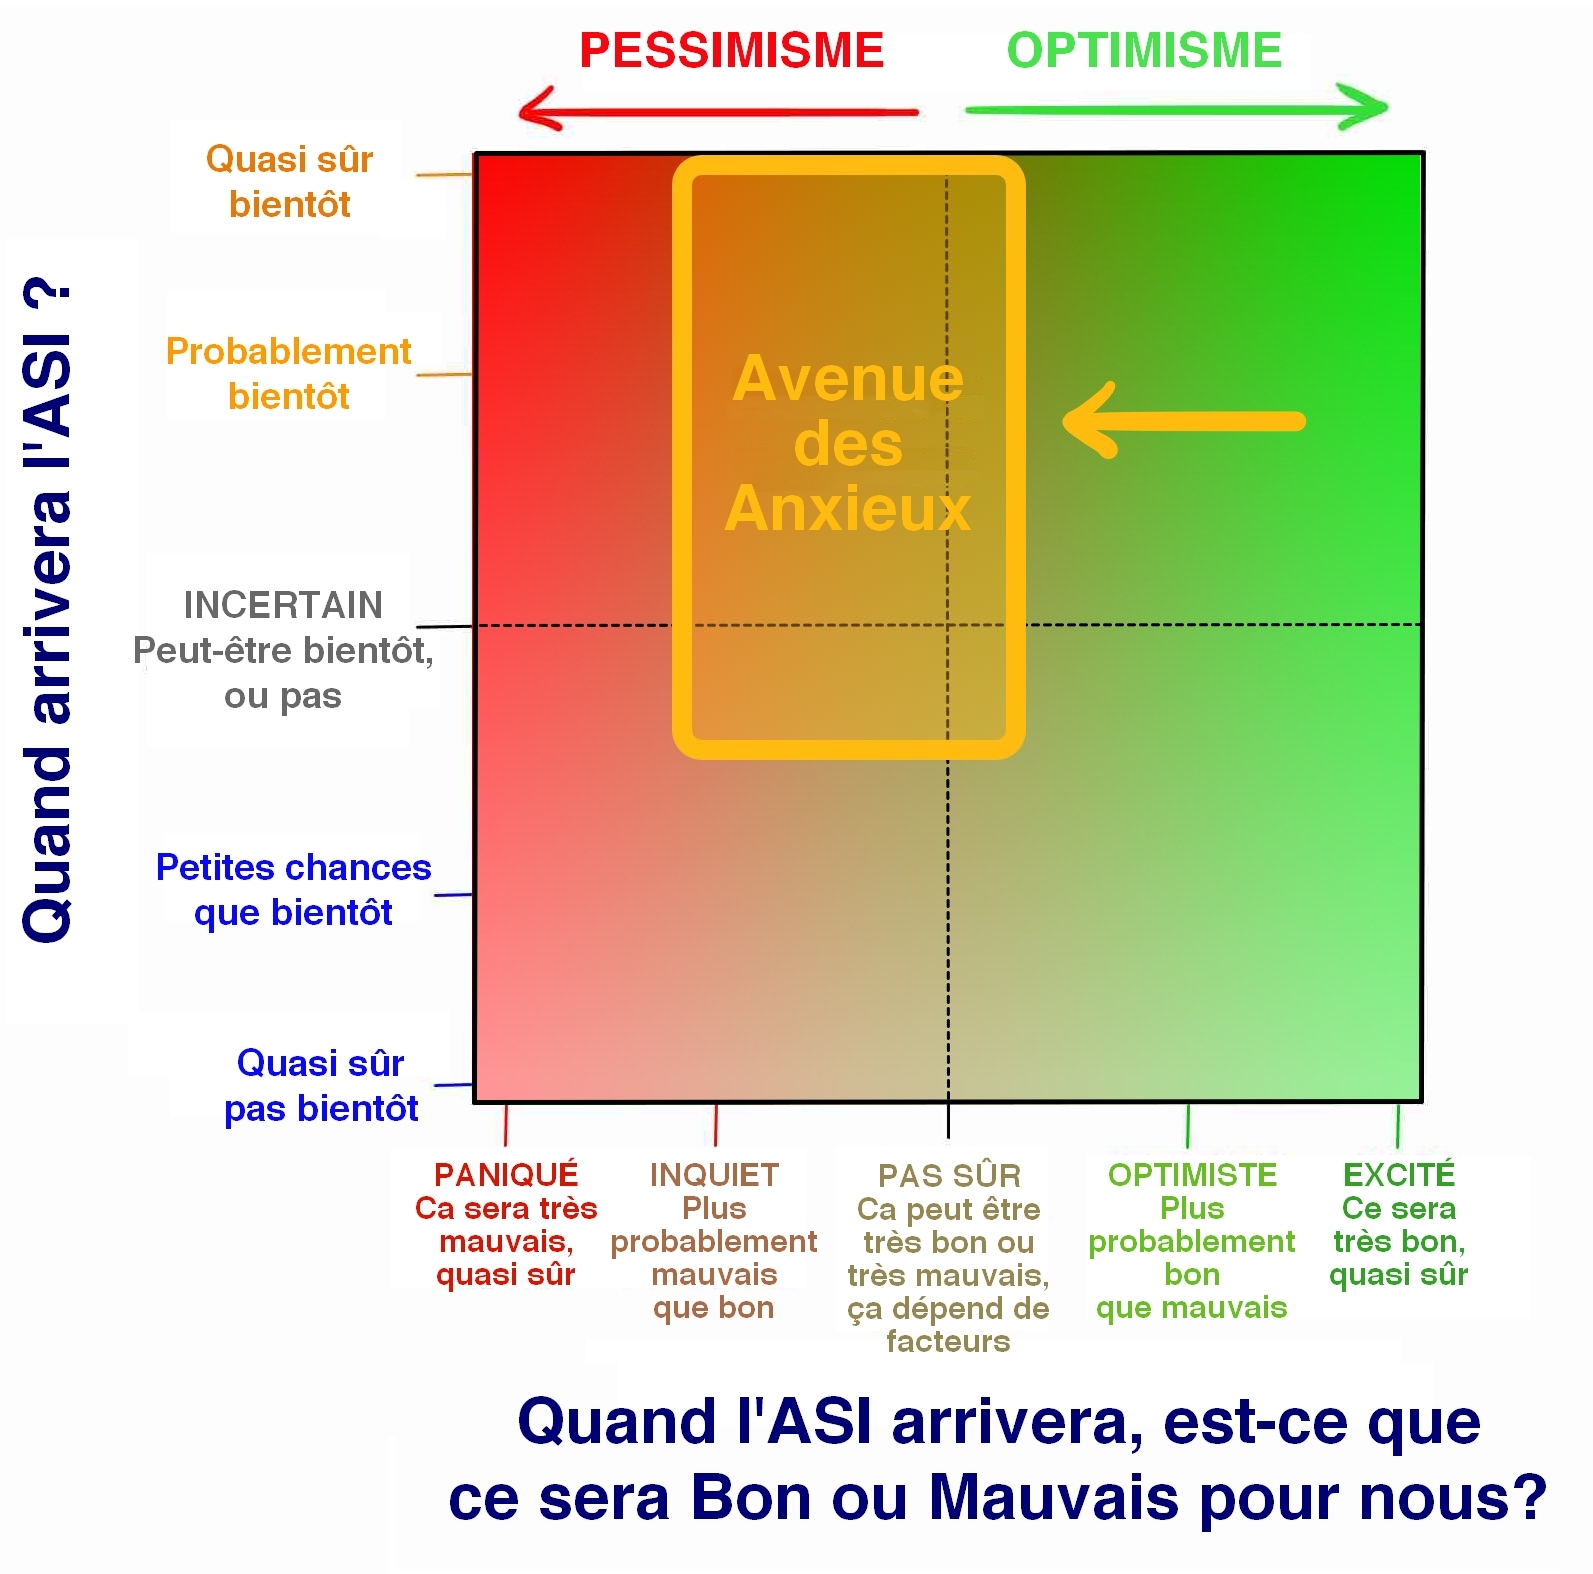 PESSIMISME
OPTIMISME
Quand arrivera l'ASI ?
Quasi sûr
bientôt
Probablement
bientôt
INCERTAIN
Peut-être bientôt,
ou pas
Petites chances
que bientôt
Quasi sûr
pas bientôt
Avenue
des
Anxieux
PANIQUÉ
Ca sera très
mauvais,
quasi sûr
INQUIET
Plus
probablement
mauvais
que bon
PAS SÛR
Ca peut être
très bon ou
très mauvais,
ça dépend de
facteurs
OPTIMISTE
Plus
probablement
bon
que mauvais
EXCITÉ
Ce sera
très bon,
quasi sûr
Quand l'ASI arrivera, est-ce que
ce sera Bon ou Mauvais pour nous?